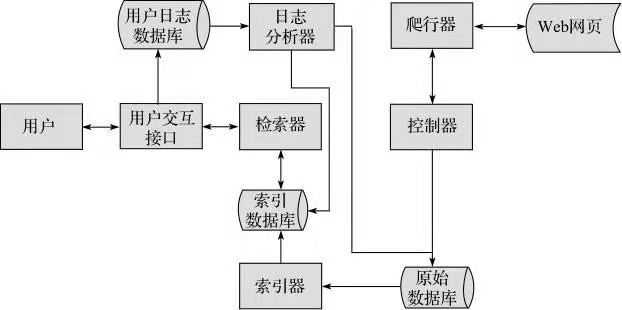 用户日志
数据库
日志
分析器
爬行器
Web网页
用户
用户交互
接口
检索器
控制器
索引
数据库
索引器
原始
数据库